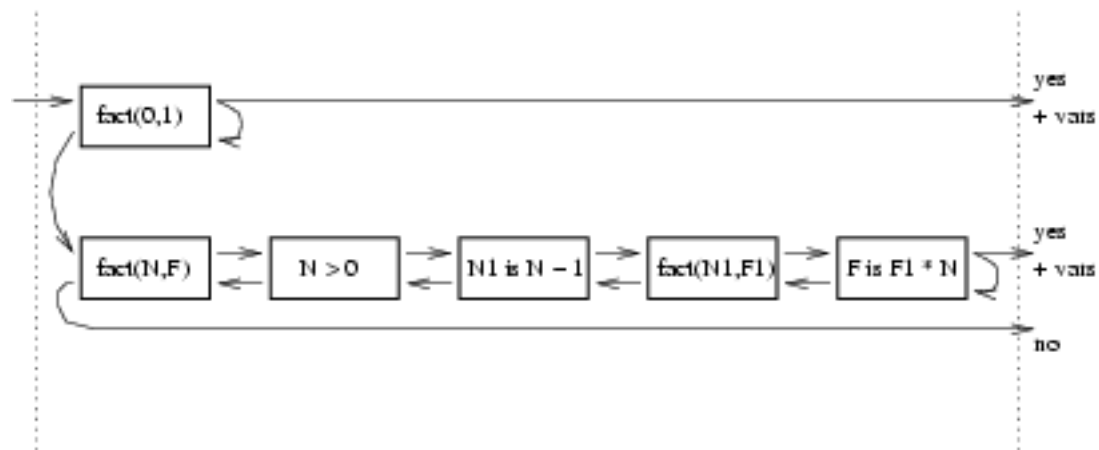 yes
fact(0,1)
+ vars
yes
fact(N,F)
N > 0
N1 is N - 1
fact(N1,F1)
F is F1 * N
+ vars
no